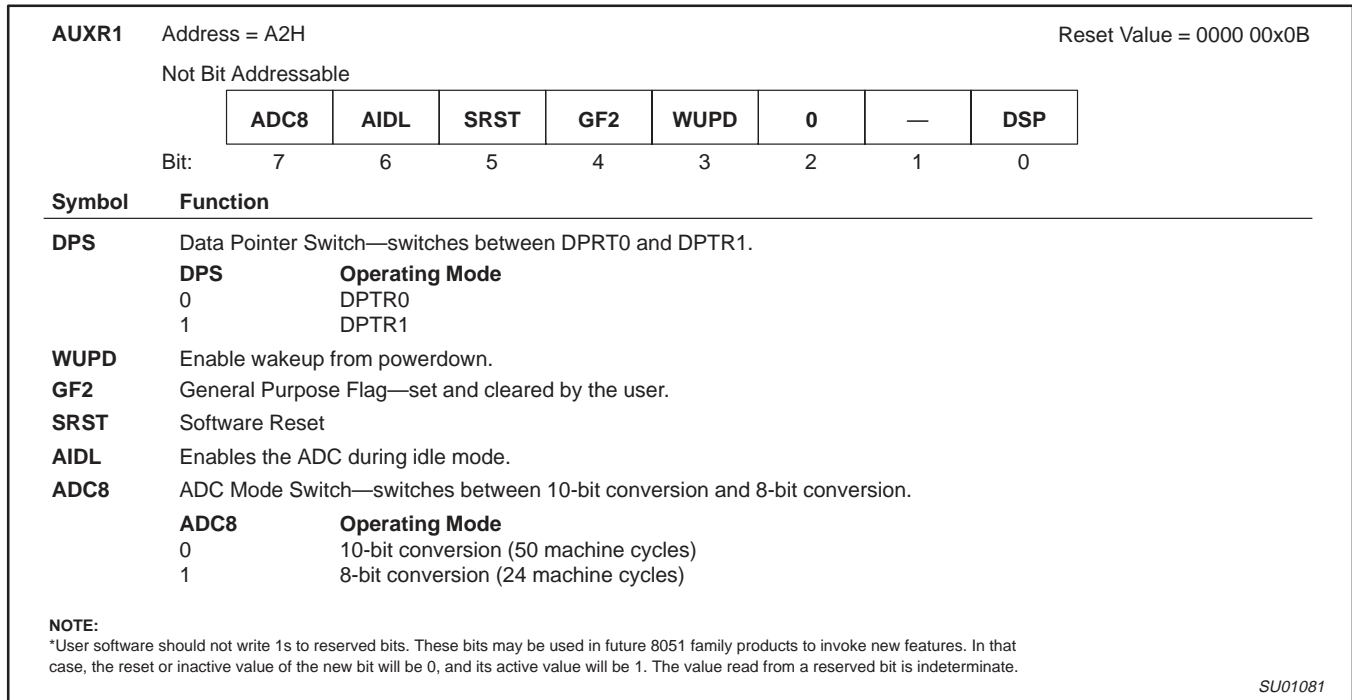 AUXR1 Address = A2H Reset Value = 0000 00x0B
Not Bit Addressable
ADC8 AIDL SRST GF2 WUPD 0 — DSP
Bit: 7 6 5 4 3 2 1 0
Symbol Function
DPS Data Pointer Switch—switches between DPRT0 and DPTR1.
DPS Operating Mode
0 DPTR0
1 DPTR1
WUPD Enable wakeup from powerdown.
GF2 General Purpose Flag—set and cleared by the user.
SRST Software Reset
AIDL Enables the ADC during idle mode.
ADC8 ADC Mode Switch—switches between 10-bit conversion and 8-bit conversion.
ADC8 Operating Mode
0 10-bit conversion (50 machine cycles)
1 8-bit conversion (24 machine cycles)
NOTE:
*User software should not write 1s to reserved bits. These bits may be used in future 8051 family products to invoke new features. In that
case, the reset or inactive value of the new bit will be 0, and its active value will be 1. The value read from a reserved bit is indeterminate.
SU01081